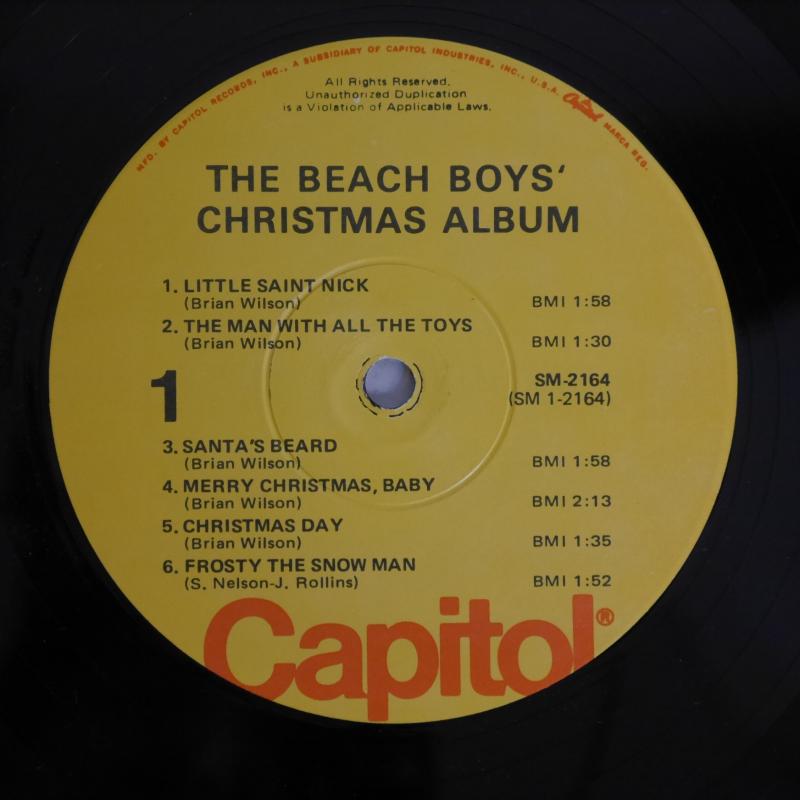 MFD. BY CAPITOL RECORDS, INC., A SUBSIDIARY OF CAPITOL INDUSTRIES, INC., U.S.A. Capitol MARCA REG.
All Rights Reserved.
Unauthorized Duplication
is a Violation of Applicable Laws.
THE BEACH BOYS'
CHRISTMAS ALBUM
1. LITTLE SAINT NICK
(Brian Wilson) BMI 1:58
2. THE MAN WITH ALL THE TOYS
(Brian Wilson) BMI 1:30
1
SM-2164
(SM 1-2164)
3. SANTA'S BEARD
(Brian Wilson) BMI 1:58
4. MERRY CHRISTMAS, BABY
(Brian Wilson) BMI 2:13
5. CHRISTMAS DAY
(Brian Wilson) BMI 1:35
6. FROSTY THE SNOW MAN
(S. Nelson-J. Rollins) BMI 1:52
Capitol®